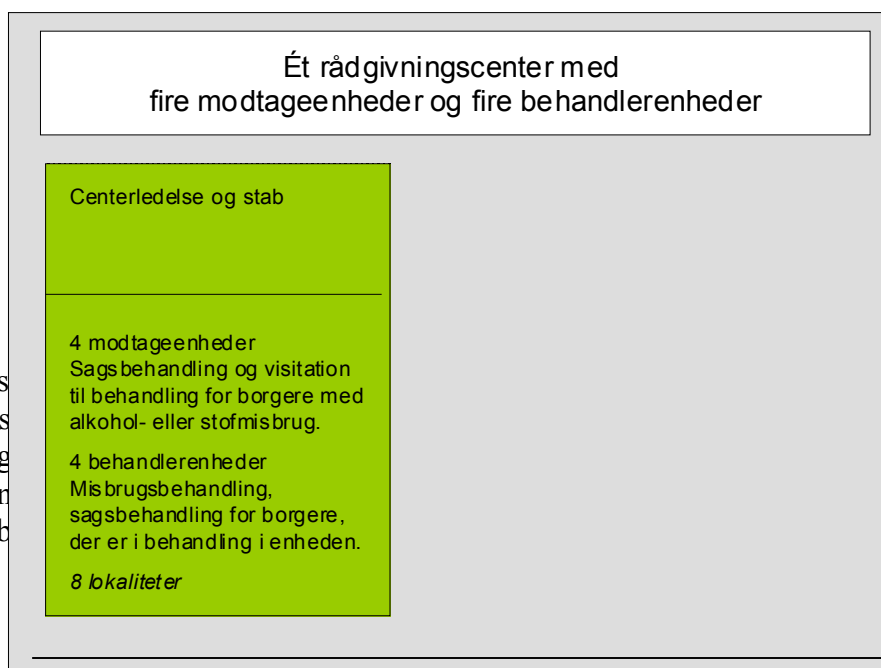 Ét rådgivningscenter med
fire modtageenheder og fire behandlerenheder
Centerledelse og stab
4 modtageenheder
Sagsbehandling og visitation
til behandling for borgere med
alkohol- eller stofmisbrug.
4 behandlerenheder
Misbrugsbehandling,
sagsbehandling for borgere,
der er i behandling i enheden.
8 lokaliteter